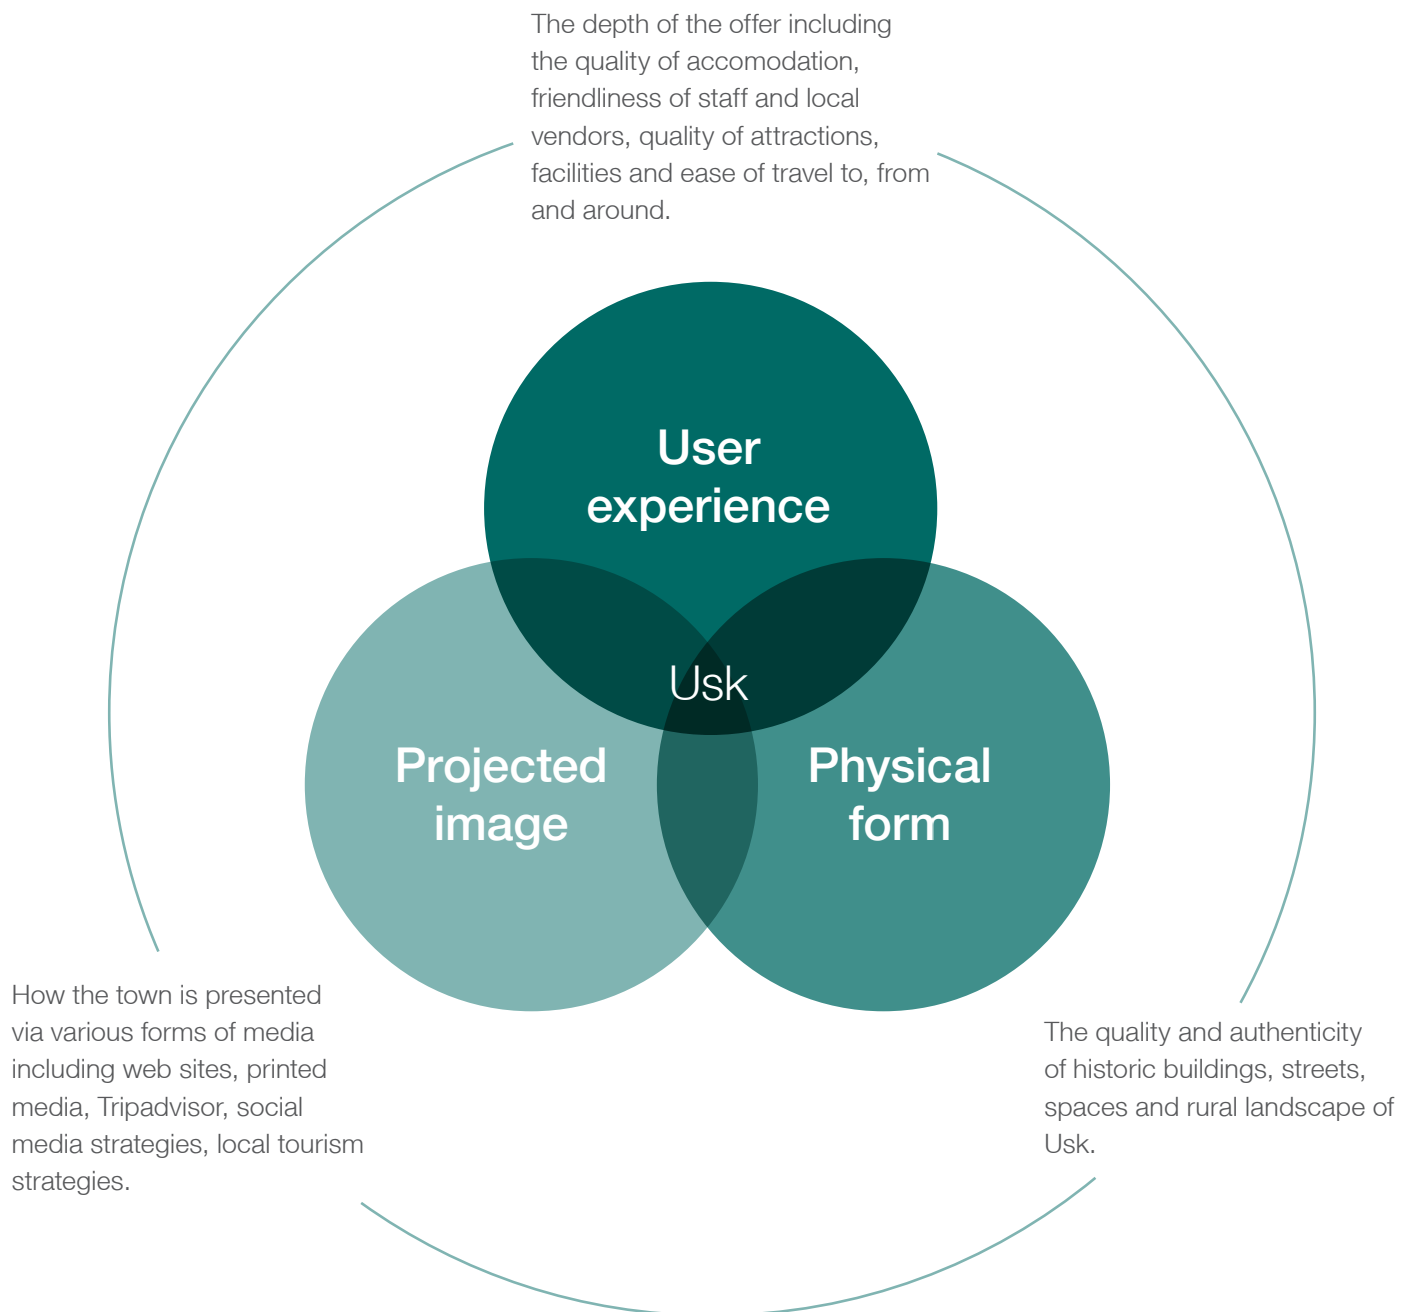 The depth of the offer including
the quality of accomodation,
friendliness of staff and local
vendors, quality of attractions,
facilities and ease of travel to, from
and around.
User
experience
Usk
Projected
image
Physical
form
How the town is presented
via various forms of media
including web sites, printed
media, Tripadvisor, social
media strategies, local tourism
strategies.
The quality and authenticity
of historic buildings, streets,
spaces and rural landscape of
Usk.